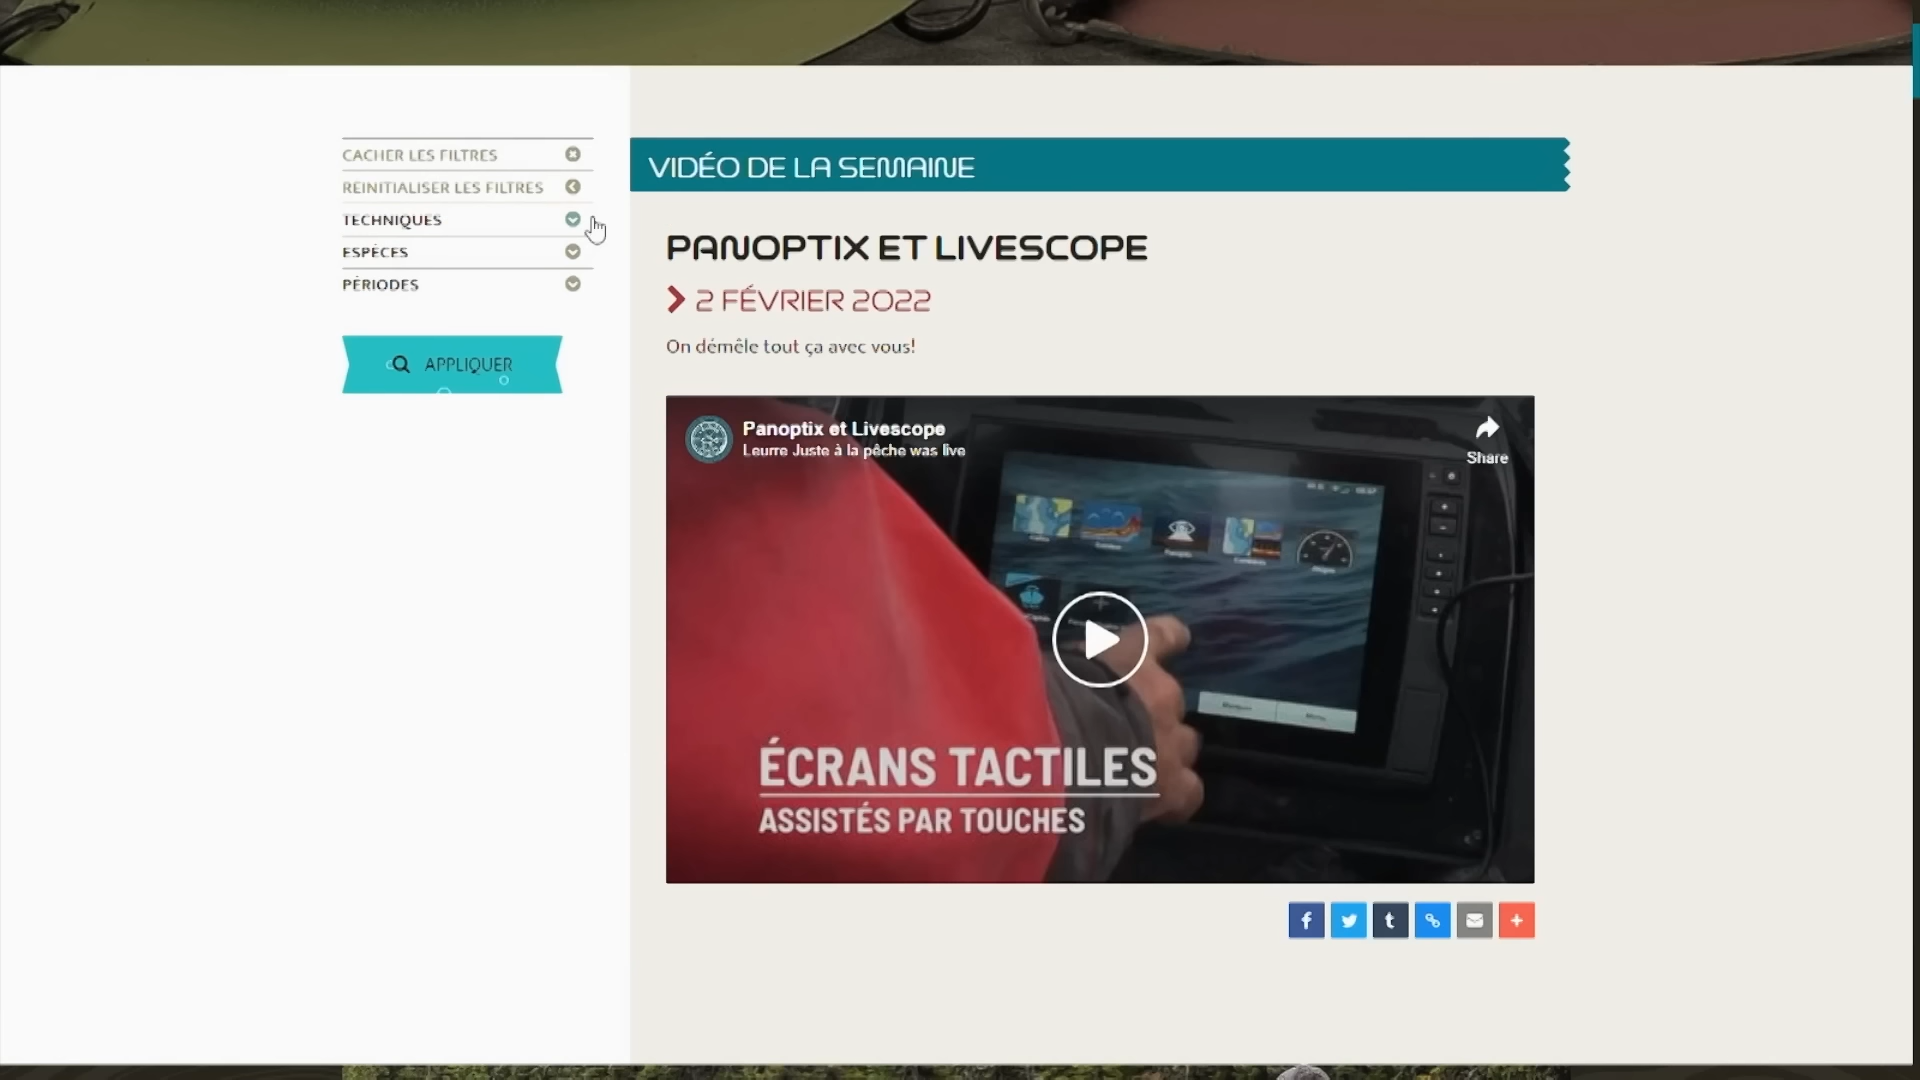 CACHER LES FILTRES
REINITIALISER LES FILTRES
TECHNIQUES
ESPÈCES
PÉRIODES
APPLIQUER
VIDÉO DE LA SEMAINE
PANOPTIX ET LIVESCOPE
2 FÉVRIER 2022
On démêle tout ça avec vous!
Panoptix et Livescope
Leurre Juste à la pêche was live
Share
ÉCRANS TACTILES
ASSISTÉS PAR TOUCHES